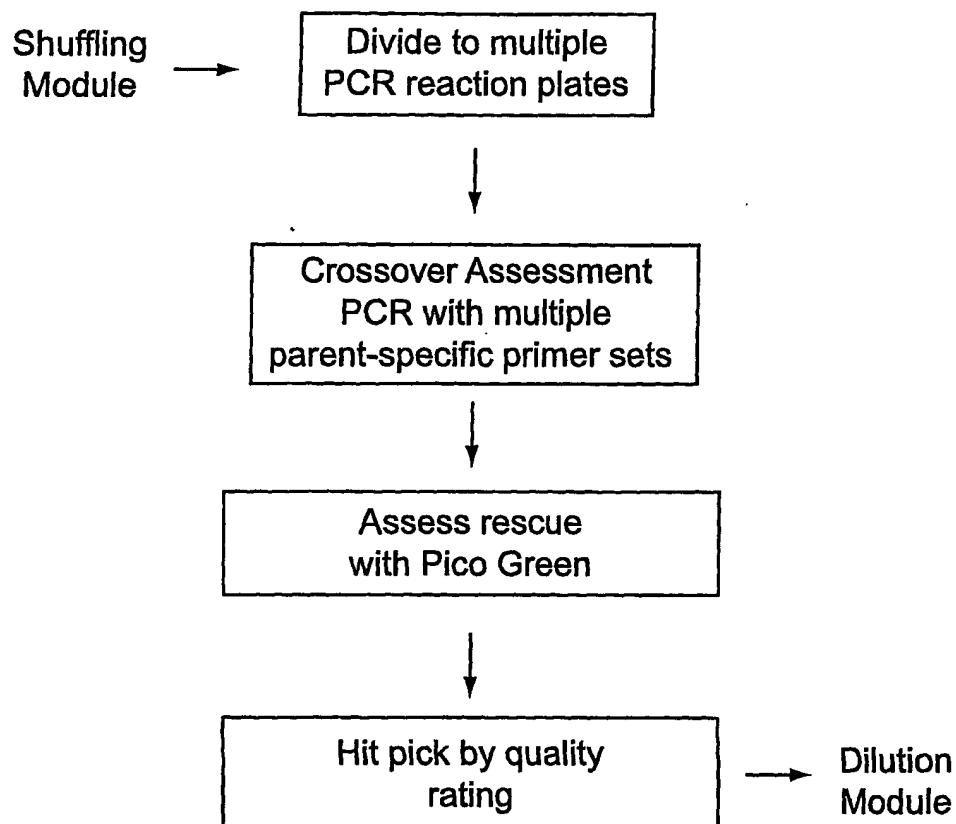 Shuffling
Module
Divide to multiple
PCR reaction plates
Crossover Assessment
PCR with multiple
parent-specific primer sets
Assess rescue
with Pico Green
Hit pick by quality
rating
Dilution
Module